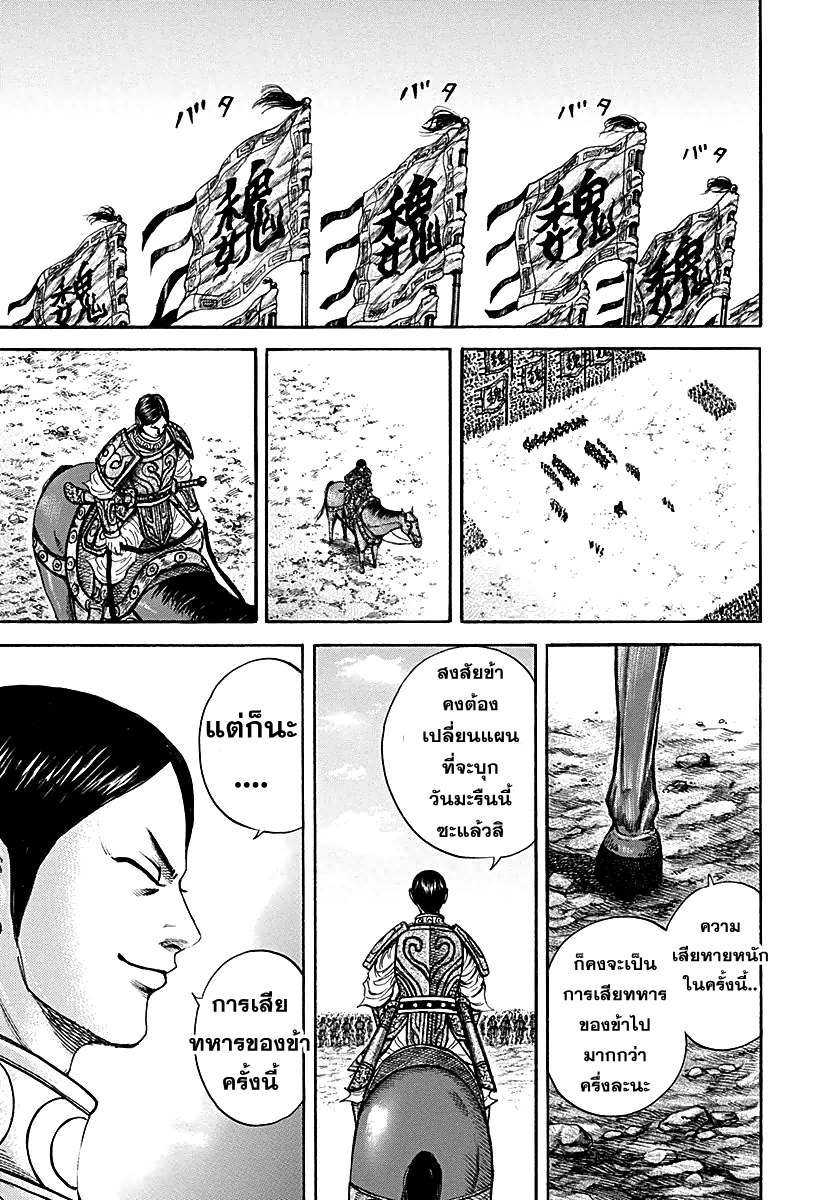 バタ
バタ
バタ
バタ
魏
魏
魏
魏
魏
ความ
เสียหายหนัก
ในครั้งนี้..
ก็คงจะเป็น
การเสียทหาร
ของข้าไป
มากกว่า
ครึ่งละนะ
สงสัยข้า
คงต้อง
เปลี่ยนแผน
ที่จะบุก
วันมะรืนนี้
ซะแล้วสิ
แต่ก็นะ
....
การเสีย
ทหารของข้า
ครั้งนี้